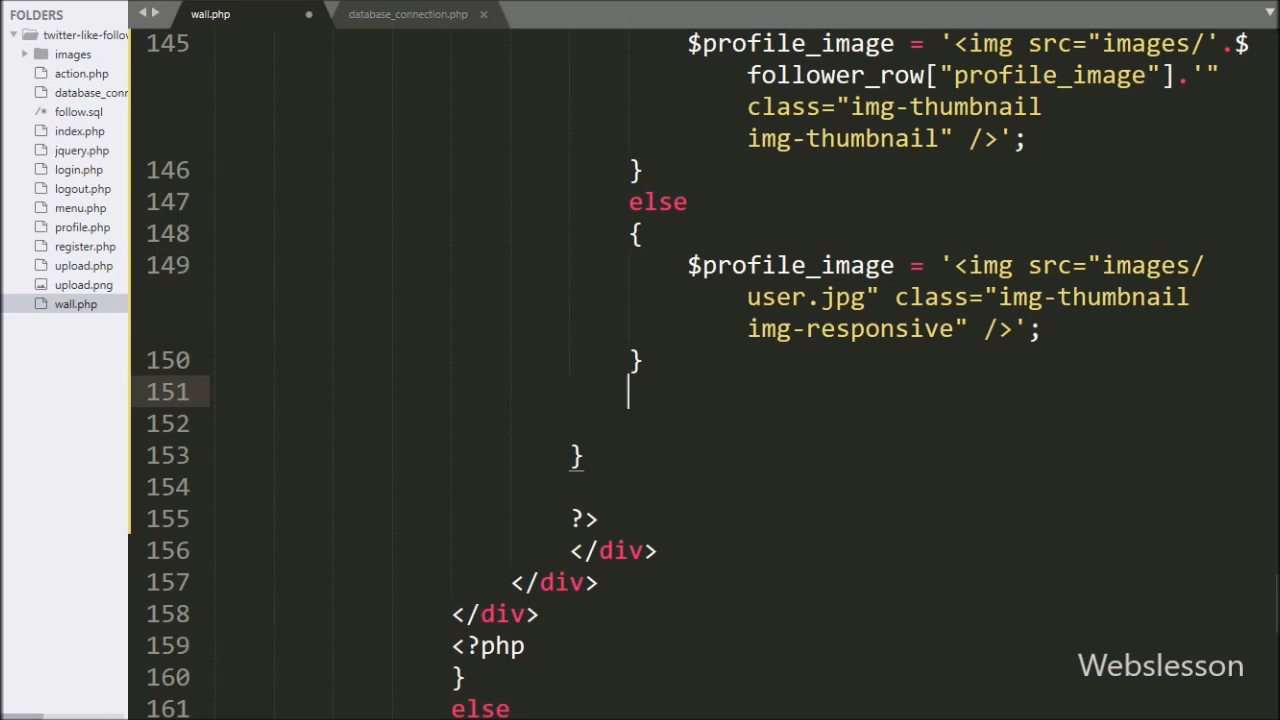 FOLDERS
twitter-like-follow
images
action.php
database_conn
follow.sql
index.php
jquery.php
login.php
logout.php
menu.php
profile.php
register.php
upload.php
upload.png
wall.php
wall.php
database_connection.php
145 $profile_image = '<img src="images/'.$
follower_row["profile_image"].'"
class="img-thumbnail
img-thumbnail" />';
146 }
147 else
148 {
149 $profile_image = '<img src="images/
user.jpg" class="img-thumbnail
img-responsive" />';
150 }
151
152
153 }
154
155 ?>
156 </div>
157 </div>
158 </div>
159 <?php
160 }
161 else
Webslesson